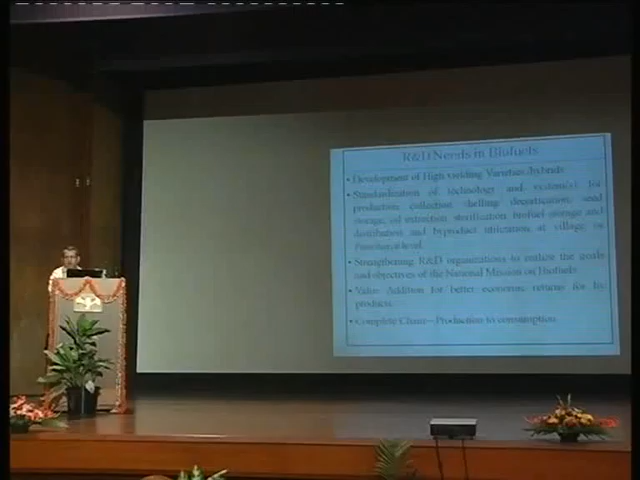 R&D Needs in Biofuels
• Development of High yielding Varieties /hybrids
• Standardization of technology and system(s) for
production, collection, shelling, depulpation, seed
storage, oil extraction, esterification, biofuel storage and
distribution and byproduct utilization at village or
Panchayat level.
• Strengthening R&D organizations to realize the goals
and objectives of the National Mission on Biofuels
• Value Addition for better economic returns for by
products
• Complete Chain—Production to consumption